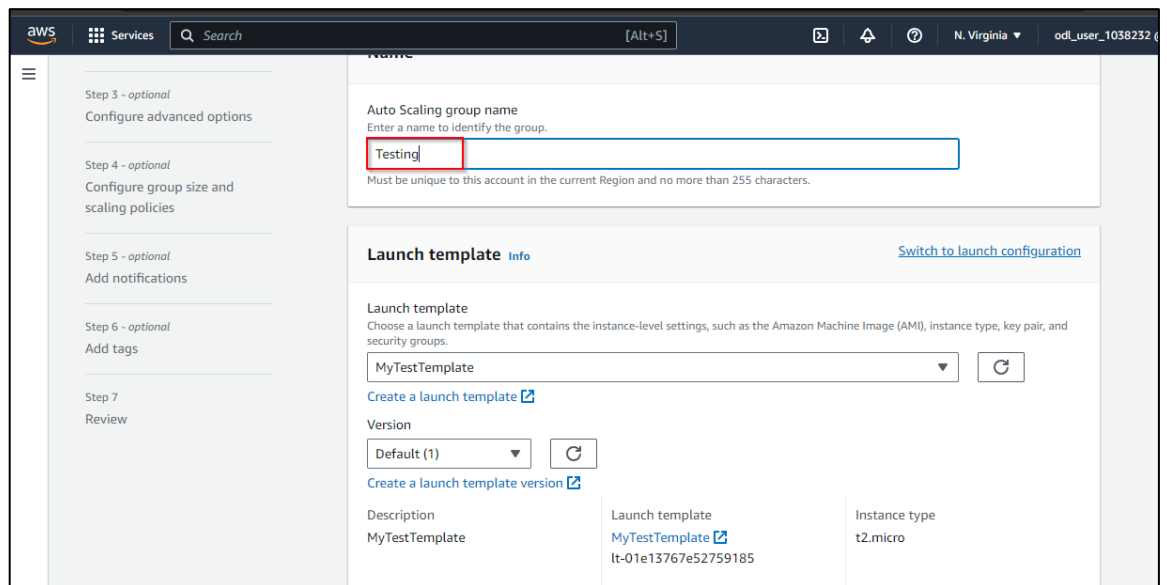 aws
Services
Search
[Alt+S]
N. Virginia
odl_user_1038232
Step 3 - optional
Configure advanced options
Step 4 - optional
Configure group size and
scaling policies
Step 5 - optional
Add notifications
Step 6 - optional
Add tags
Step 7
Review
Name
Auto Scaling group name
Enter a name to identify the group.
Testing
Must be unique to this account in the current Region and no more than 255 characters.
Launch template Info
Switch to launch configuration
Launch template
Choose a launch template that contains the instance-level settings, such as the Amazon Machine Image (AMI), instance type, key pair, and
security groups.
MyTestTemplate
Create a launch template
Version
Default (1)
Create a launch template version
Description
MyTestTemplate
Launch template
MyTestTemplate
lt-01e13767e52759185
Instance type
t2.micro